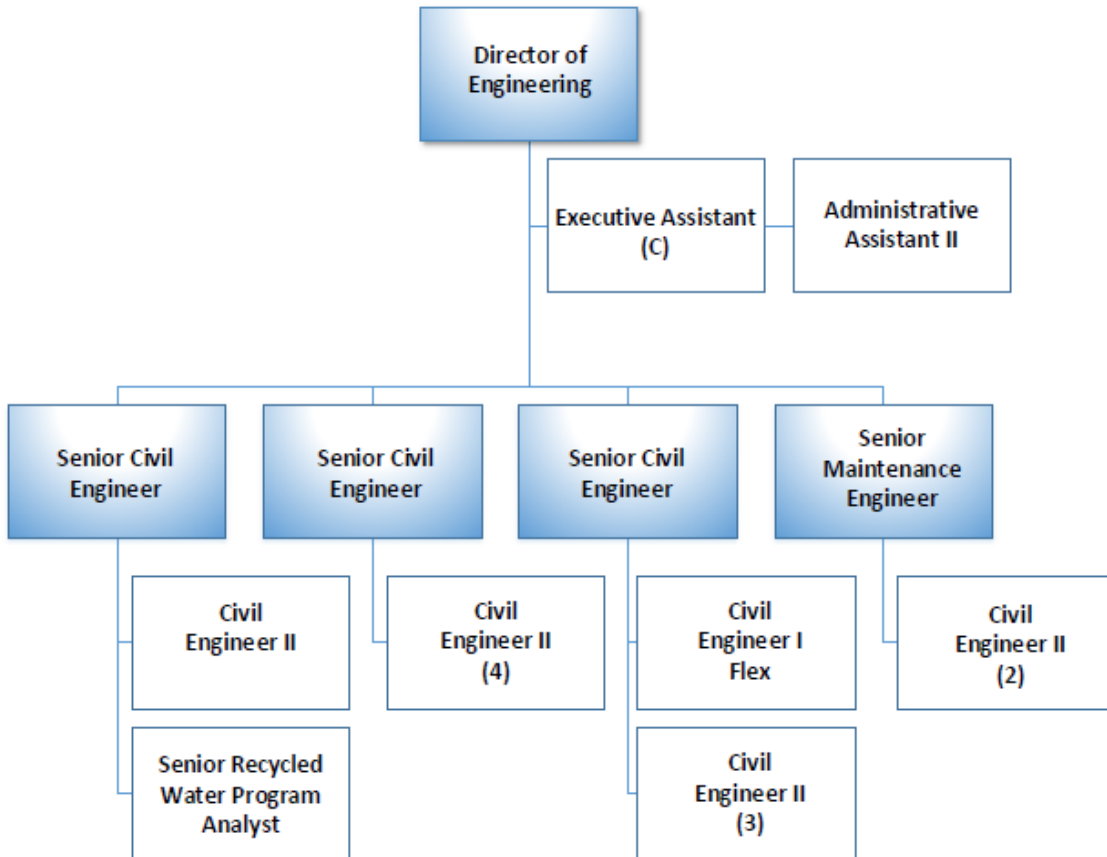 Director of
Engineering
Executive Assistant
(C)
Administrative
Assistant II
Senior Civil
Engineer
Senior Civil
Engineer
Senior Civil
Engineer
Senior
Maintenance
Engineer
Civil
Engineer II
Civil
Engineer II
(4)
Civil
Engineer I
Flex
Civil
Engineer II
(2)
Senior Recycled
Water Program
Analyst
Civil
Engineer II
(3)